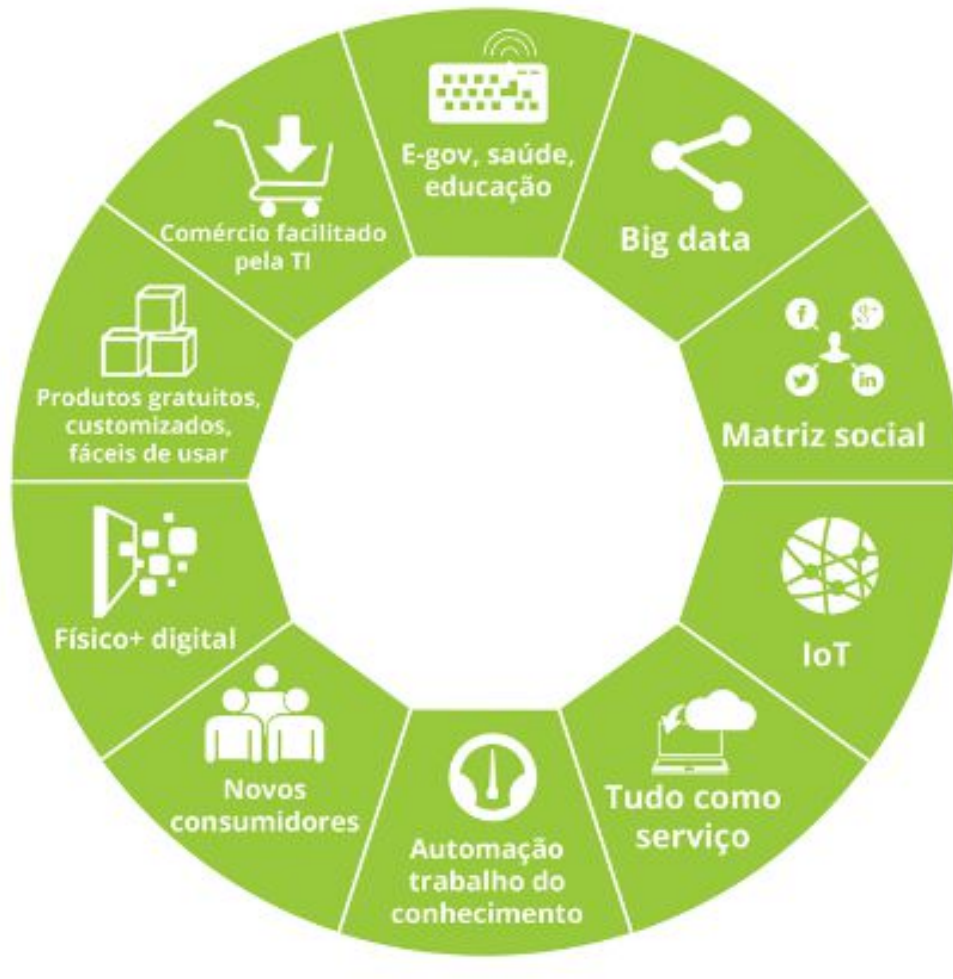 E-gov, saúde,
educação
Big data
f
g+
in
Matriz social
IoT
Tudo como
serviço
Automação
trabalho do
conhecimento
Novos
consumidores
Físico+ digital
Produtos gratuitos,
customizados,
fáceis de usar
Comércio facilitado
pela TI